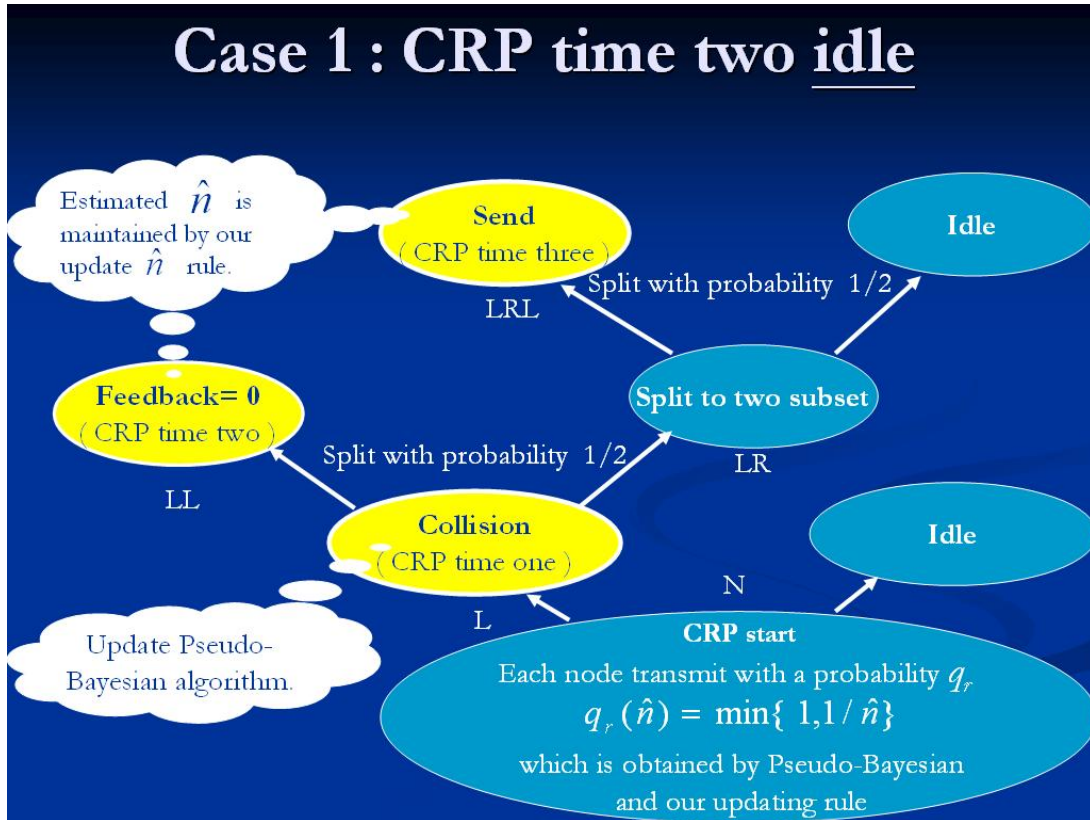 Case 1 : CRP time two idle
Estimated n̂ is
maintained by our
update n̂ rule.
Send
( CRP time three )
LRL
Idle
Split with probability 1/2
Feedback= 0
( CRP time two )
LL
Split to two subset
LR
Split with probability 1/2
Collision
( CRP time one )
L
Idle
N
Update Pseudo-
Bayesian algorithm.
CRP start
Each node transmit with a probability qᵣ
qᵣ (n̂) = min{ 1,1/ n̂}
which is obtained by Pseudo-Bayesian
and our updating rule